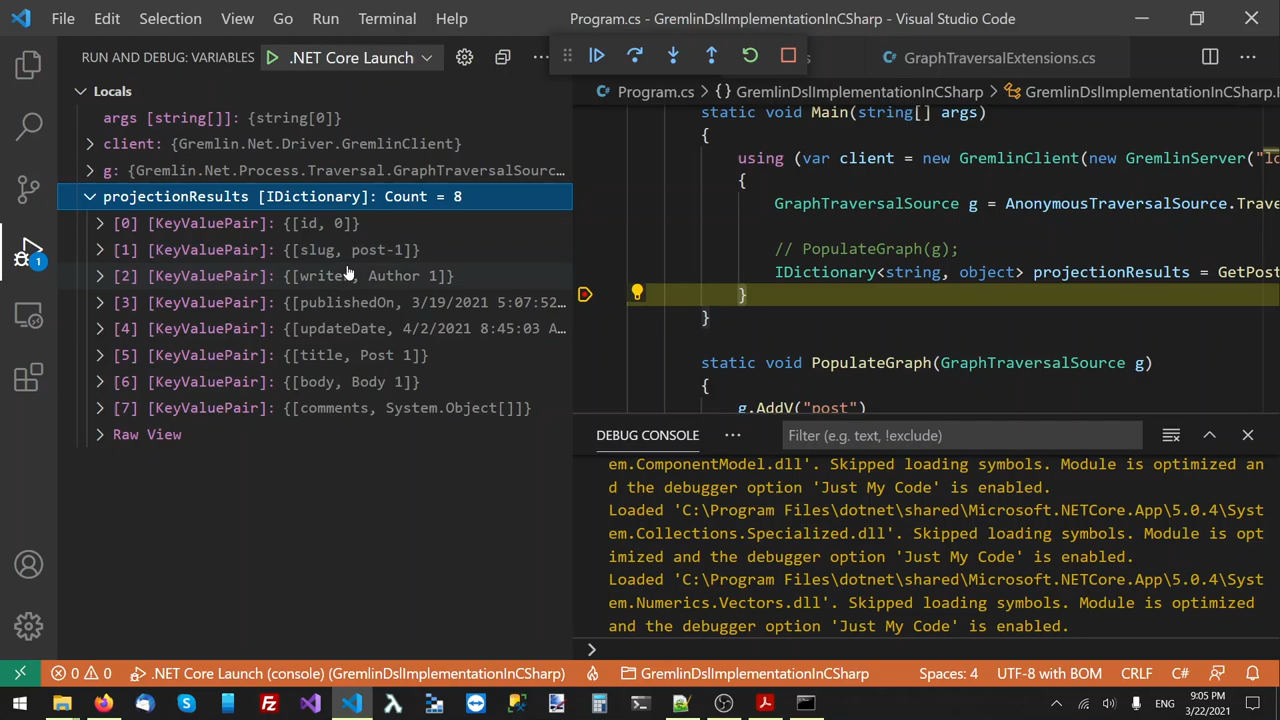 File Edit Selection View Go Run Terminal Help Program.cs - GremlinDslImplementationInCSharp - Visual Studio Code
RUN AND DEBUG: VARIABLES .NET Core Launch GraphTraversalExtensions.cs
Locals
Program.cs > {} GremlinDslImplementationInCSharp > GremlinDslImplementationInCSharp.
args [string[]]: {string[0]}
client: {Gremlin.Net.Driver.GremlinClient}
g: {Gremlin.Net.Process.Traversal.GraphTraversalSourc...
projectionResults [IDictionary]: Count = 8
[0] [KeyValuePair]: {[id, 0]}
[1] [KeyValuePair]: {[slug, post-1]}
[2] [KeyValuePair]: {[writer, Author 1]}
[3] [KeyValuePair]: {[publishedOn, 3/19/2021 5:07:52...
[4] [KeyValuePair]: {[updateDate, 4/2/2021 8:45:03 A...
[5] [KeyValuePair]: {[title, Post 1]}
[6] [KeyValuePair]: {[body, Body 1]}
[7] [KeyValuePair]: {[comments, System.Object[]]}
Raw View
1
static void Main(string[] args)
{
using (var client = new GremlinClient(new GremlinServer("lo
{
GraphTraversalSource g = AnonymousTraversalSource.Trave
// PopulateGraph(g);
IDictionary<string, object> projectionResults = GetPost
}
}
static void PopulateGraph(GraphTraversalSource g)
{
g.AddV("post")
DEBUG CONSOLE ... Filter (e.g. text, !exclude)
em.ComponentModel.dll'. Skipped loading symbols. Module is optimized an
d the debugger option 'Just My Code' is enabled.
Loaded 'C:\Program Files\dotnet\shared\Microsoft.NETCore.App\5.0.4\Syst
em.Collections.Specialized.dll'. Skipped loading symbols. Module is opt
imized and the debugger option 'Just My Code' is enabled.
Loaded 'C:\Program Files\dotnet\shared\Microsoft.NETCore.App\5.0.4\Syst
em.Numerics.Vectors.dll'. Skipped loading symbols. Module is optimized
and the debugger option 'Just My Code' is enabled.
>
0 0 .NET Core Launch (console) (GremlinDslImplementationInCSharp) GremlinDslImplementationInCSharp Spaces: 4 UTF-8 with BOM CRLF C#
ENG 9:05 PM
3/22/2021